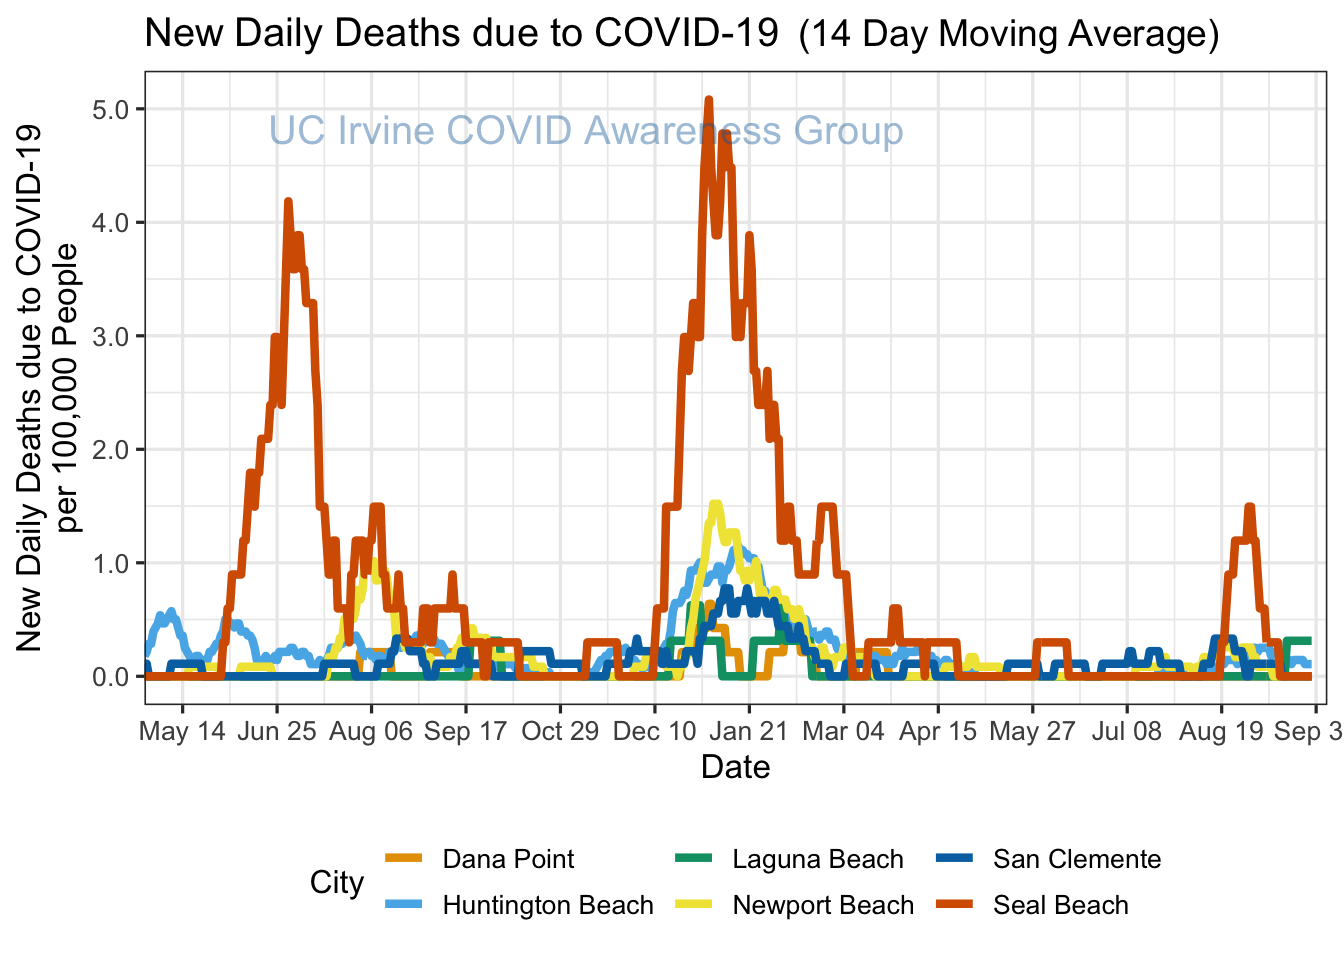 New Daily Deaths due to COVID-19 (14 Day Moving Average)
New Daily Deaths due to COVID-19
per 100,000 People
UC Irvine COVID Awareness Group
5.0
4.0
3.0
2.0
1.0
0.0
May 14 Jun 25 Aug 06 Sep 17 Oct 29 Dec 10 Jan 21 Mar 04 Apr 15 May 27 Jul 08 Aug 19 Sep 3
Date
City
Dana Point Laguna Beach San Clemente
Huntington Beach Newport Beach Seal Beach